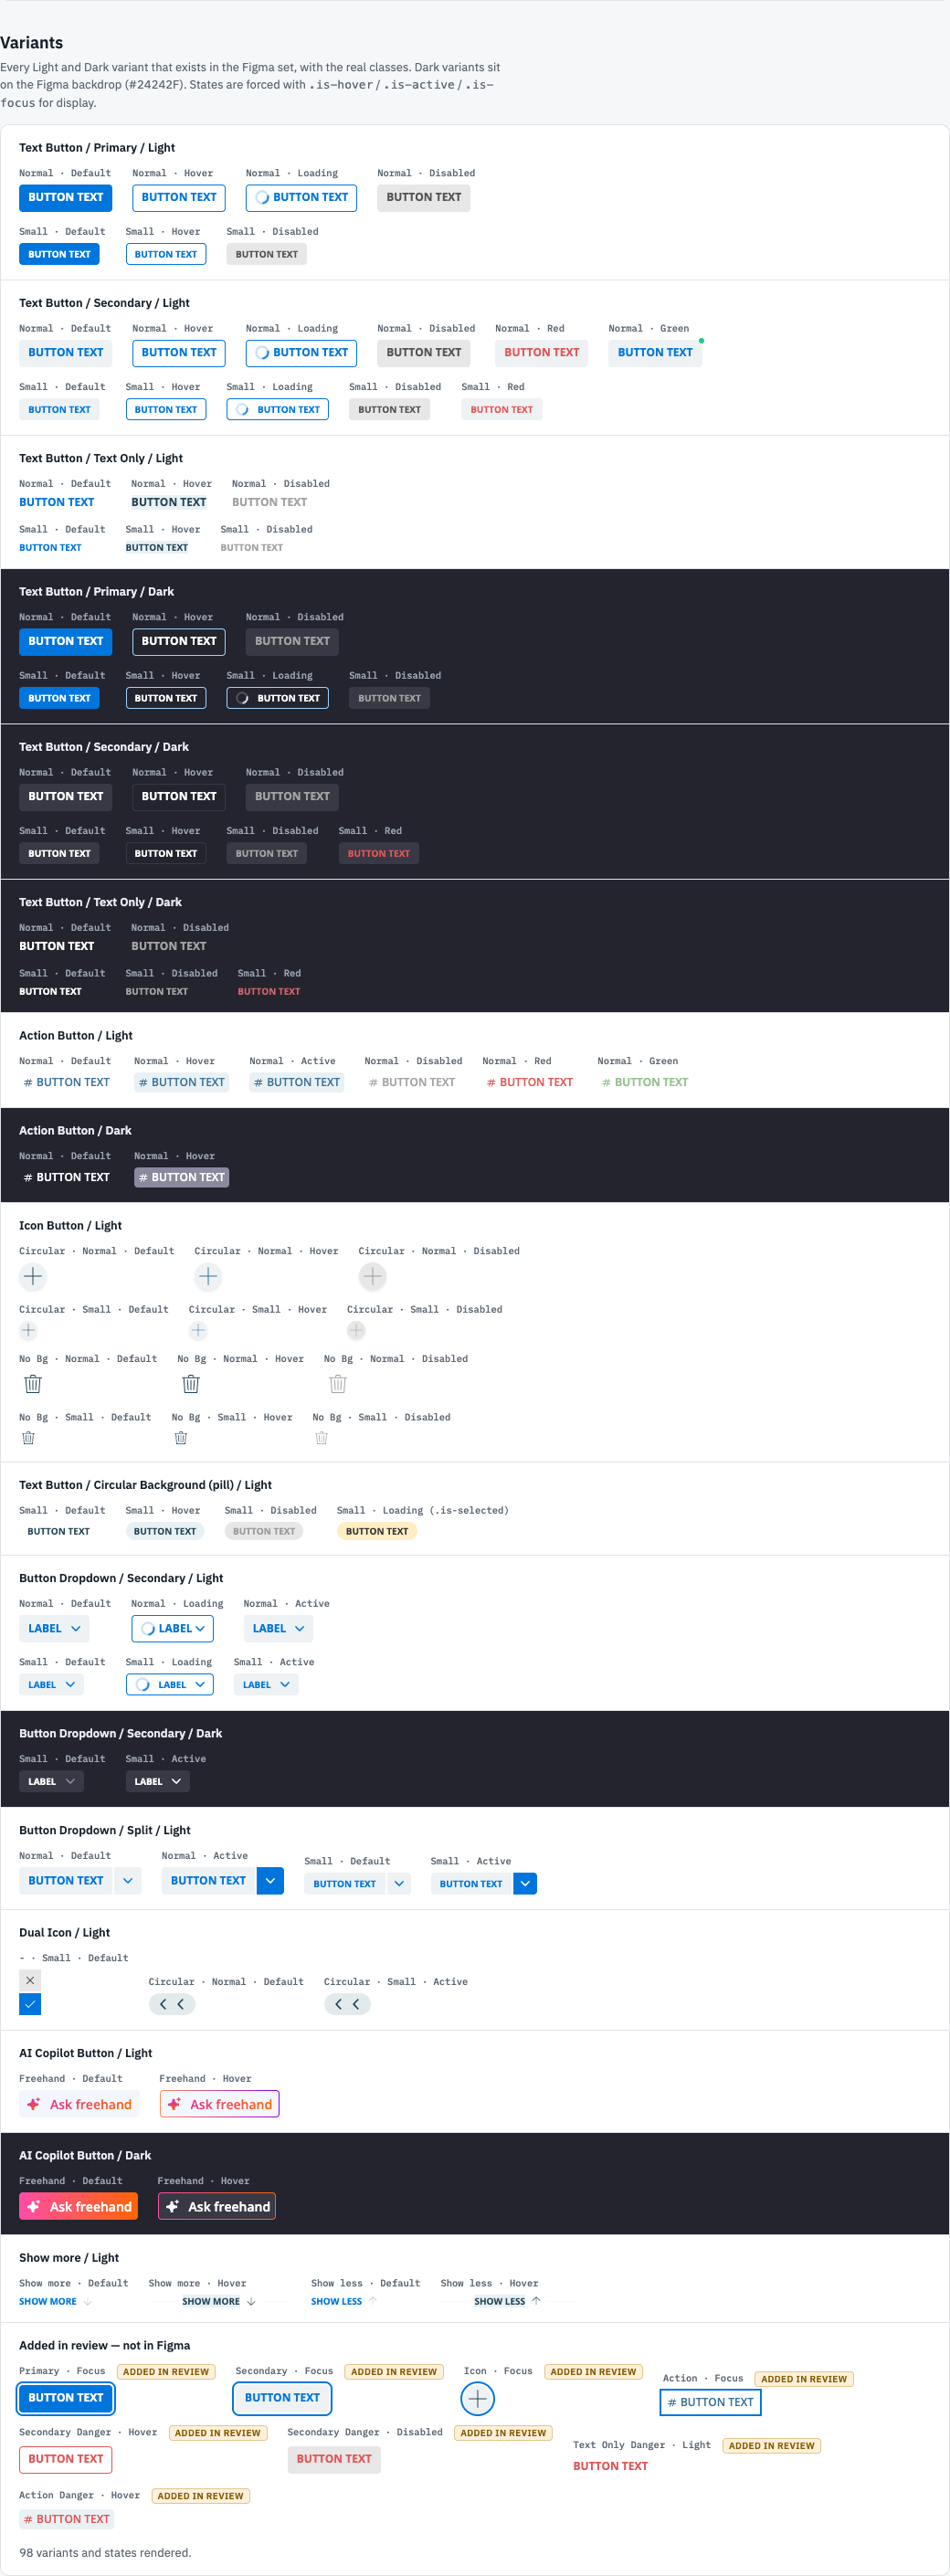 Variants
Every Light and Dark variant that exists in the Figma set, with the real classes. Dark variants sit
on the Figma backdrop (#24242F). States are forced with .is-hover / .is-active / .is-
focus for display.
Text Button / Primary / Light
Normal · Default Normal · Hover Normal · Loading Normal · Disabled
BUTTON TEXT BUTTON TEXT BUTTON TEXT BUTTON TEXT
Small · Default Small · Hover Small · Disabled
BUTTON TEXT BUTTON TEXT BUTTON TEXT
Text Button / Secondary / Light
Normal · Default Normal · Hover Normal · Loading Normal · Disabled Normal · Red Normal · Green
BUTTON TEXT BUTTON TEXT BUTTON TEXT BUTTON TEXT BUTTON TEXT BUTTON TEXT
Small · Default Small · Hover Small · Loading Small · Disabled Small · Red
BUTTON TEXT BUTTON TEXT BUTTON TEXT BUTTON TEXT BUTTON TEXT
Text Button / Text Only / Light
Normal · Default Normal · Hover Normal · Disabled
BUTTON TEXT BUTTON TEXT BUTTON TEXT
Small · Default Small · Hover Small · Disabled
BUTTON TEXT BUTTON TEXT BUTTON TEXT
Text Button / Primary / Dark
Normal · Default Normal · Hover Normal · Disabled
BUTTON TEXT BUTTON TEXT BUTTON TEXT
Small · Default Small · Hover Small · Loading Small · Disabled
BUTTON TEXT BUTTON TEXT BUTTON TEXT BUTTON TEXT
Text Button / Secondary / Dark
Normal · Default Normal · Hover Normal · Disabled
BUTTON TEXT BUTTON TEXT BUTTON TEXT
Small · Default Small · Hover Small · Disabled Small · Red
BUTTON TEXT BUTTON TEXT BUTTON TEXT BUTTON TEXT
Text Button / Text Only / Dark
Normal · Default Normal · Disabled
BUTTON TEXT BUTTON TEXT
Small · Default Small · Disabled Small · Red
BUTTON TEXT BUTTON TEXT BUTTON TEXT
Action Button / Light
Normal · Default Normal · Hover Normal · Active Normal · Disabled Normal · Red Normal · Green
# BUTTON TEXT # BUTTON TEXT # BUTTON TEXT # BUTTON TEXT # BUTTON TEXT # BUTTON TEXT
Action Button / Dark
Normal · Default Normal · Hover
# BUTTON TEXT # BUTTON TEXT
Icon Button / Light
Circular · Normal · Default Circular · Normal · Hover Circular · Normal · Disabled
Circular · Small · Default Circular · Small · Hover Circular · Small · Disabled
No Bg · Normal · Default No Bg · Normal · Hover No Bg · Normal · Disabled
No Bg · Small · Default No Bg · Small · Hover No Bg · Small · Disabled
Text Button / Circular Background (pill) / Light
Small · Default Small · Hover Small · Disabled Small · Loading (.is-selected)
BUTTON TEXT BUTTON TEXT BUTTON TEXT BUTTON TEXT
Button Dropdown / Secondary / Light
Normal · Default Normal · Loading Normal · Active
LABEL LABEL LABEL
Small · Default Small · Loading Small · Active
LABEL LABEL LABEL
Button Dropdown / Secondary / Dark
Small · Default Small · Active
LABEL LABEL
Button Dropdown / Split / Light
Normal · Default Normal · Active Small · Default Small · Active
BUTTON TEXT BUTTON TEXT BUTTON TEXT BUTTON TEXT
Dual Icon / Light
- · Small · Default
Circular · Normal · Default Circular · Small · Active
AI Copilot Button / Light
Freehand · Default Freehand · Hover
Ask freehand Ask freehand
AI Copilot Button / Dark
Freehand · Default Freehand · Hover
Ask freehand Ask freehand
Show more / Light
Show more · Default Show more · Hover Show less · Default Show less · Hover
SHOW MORE SHOW MORE SHOW LESS SHOW LESS
Added in review — not in Figma
Primary · Focus ADDED IN REVIEW Secondary · Focus ADDED IN REVIEW Icon · Focus ADDED IN REVIEW Action · Focus ADDED IN REVIEW
BUTTON TEXT BUTTON TEXT # BUTTON TEXT
Secondary Danger · Hover ADDED IN REVIEW Secondary Danger · Disabled ADDED IN REVIEW Text Only Danger · Light ADDED IN REVIEW
BUTTON TEXT BUTTON TEXT BUTTON TEXT
Action Danger · Hover ADDED IN REVIEW
# BUTTON TEXT
98 variants and states rendered.